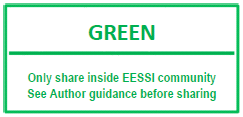 GREEN
Only share inside EESSI community
See Author guidance before sharing